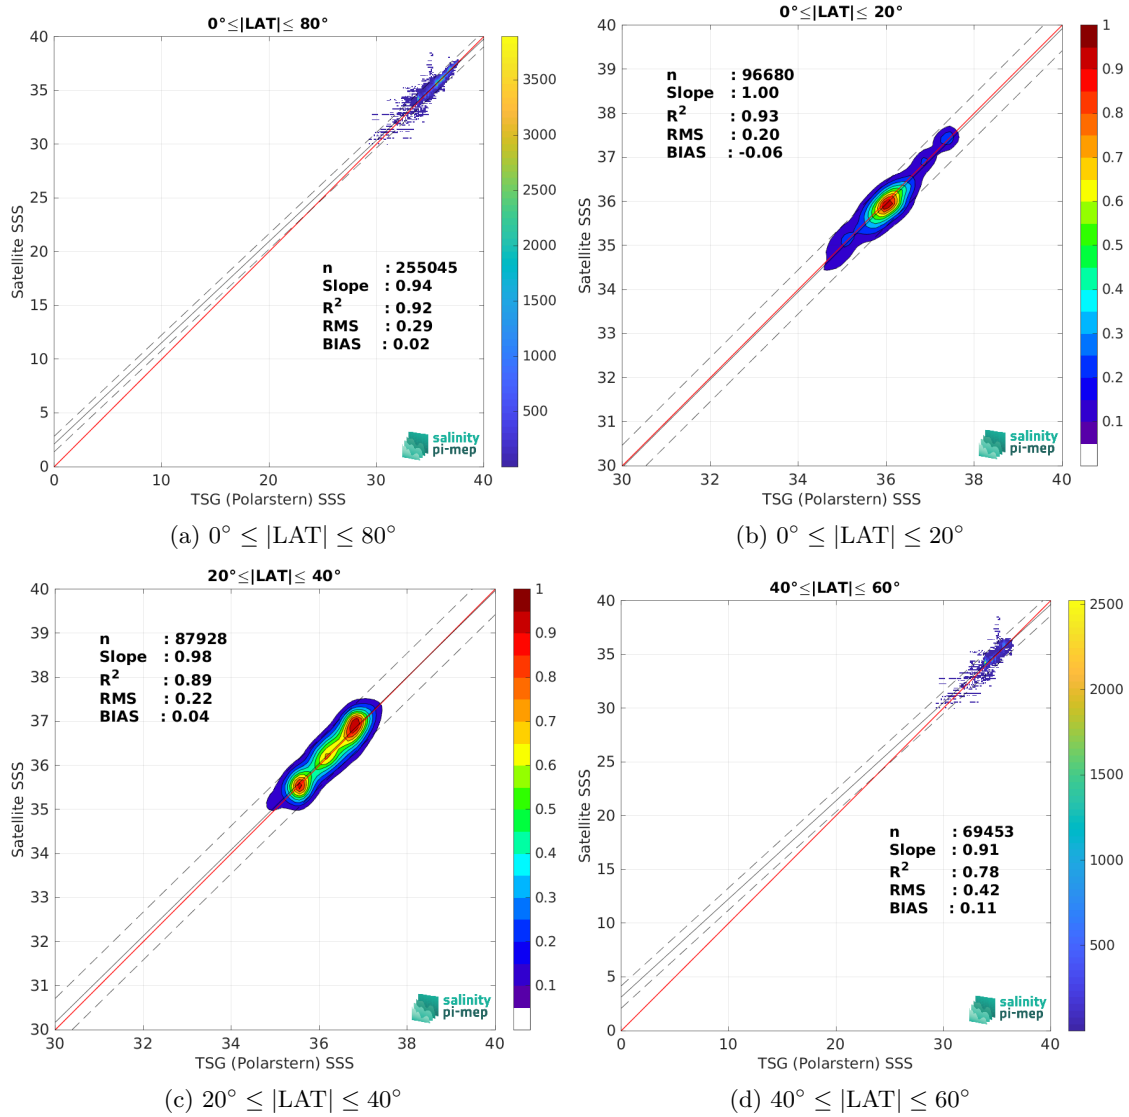 0°≤|LAT|≤ 80°
40
35
30
25
20
15
10
5
0
Satellite SSS
n : 255045
Slope : 0.94
R² : 0.92
RMS : 0.29
BIAS : 0.02
salinity
pi-mep
0 10 20 30 40
TSG (Polarstern) SSS
3500
3000
2500
2000
1500
1000
500
(a) 0° ≤ |LAT| ≤ 80°
0°≤|LAT|≤ 20°
40
39
38
37
36
35
34
33
32
31
30
Satellite SSS
n : 96680
Slope : 1.00
R² : 0.93
RMS : 0.20
BIAS : -0.06
salinity
pi-mep
30 32 34 36 38 40
TSG (Polarstern) SSS
1
0.9
0.8
0.7
0.6
0.5
0.4
0.3
0.2
0.1
(b) 0° ≤ |LAT| ≤ 20°
20°≤|LAT|≤ 40°
40
39
38
37
36
35
34
33
32
31
30
Satellite SSS
n : 87928
Slope : 0.98
R² : 0.89
RMS : 0.22
BIAS : 0.04
salinity
pi-mep
30 32 34 36 38 40
TSG (Polarstern) SSS
1
0.9
0.8
0.7
0.6
0.5
0.4
0.3
0.2
0.1
(c) 20° ≤ |LAT| ≤ 40°
40°≤|LAT|≤ 60°
40
35
30
25
20
15
10
5
0
Satellite SSS
n : 69453
Slope : 0.91
R² : 0.78
RMS : 0.42
BIAS : 0.11
salinity
pi-mep
0 10 20 30 40
TSG (Polarstern) SSS
2500
2000
1500
1000
500
(d) 40° ≤ |LAT| ≤ 60°